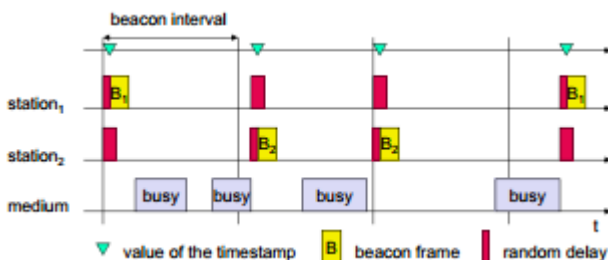 beacon interval
station1 B1 B1
station2 B2 B2
medium busy busy busy busy
t
value of the timestamp B beacon frame random delay